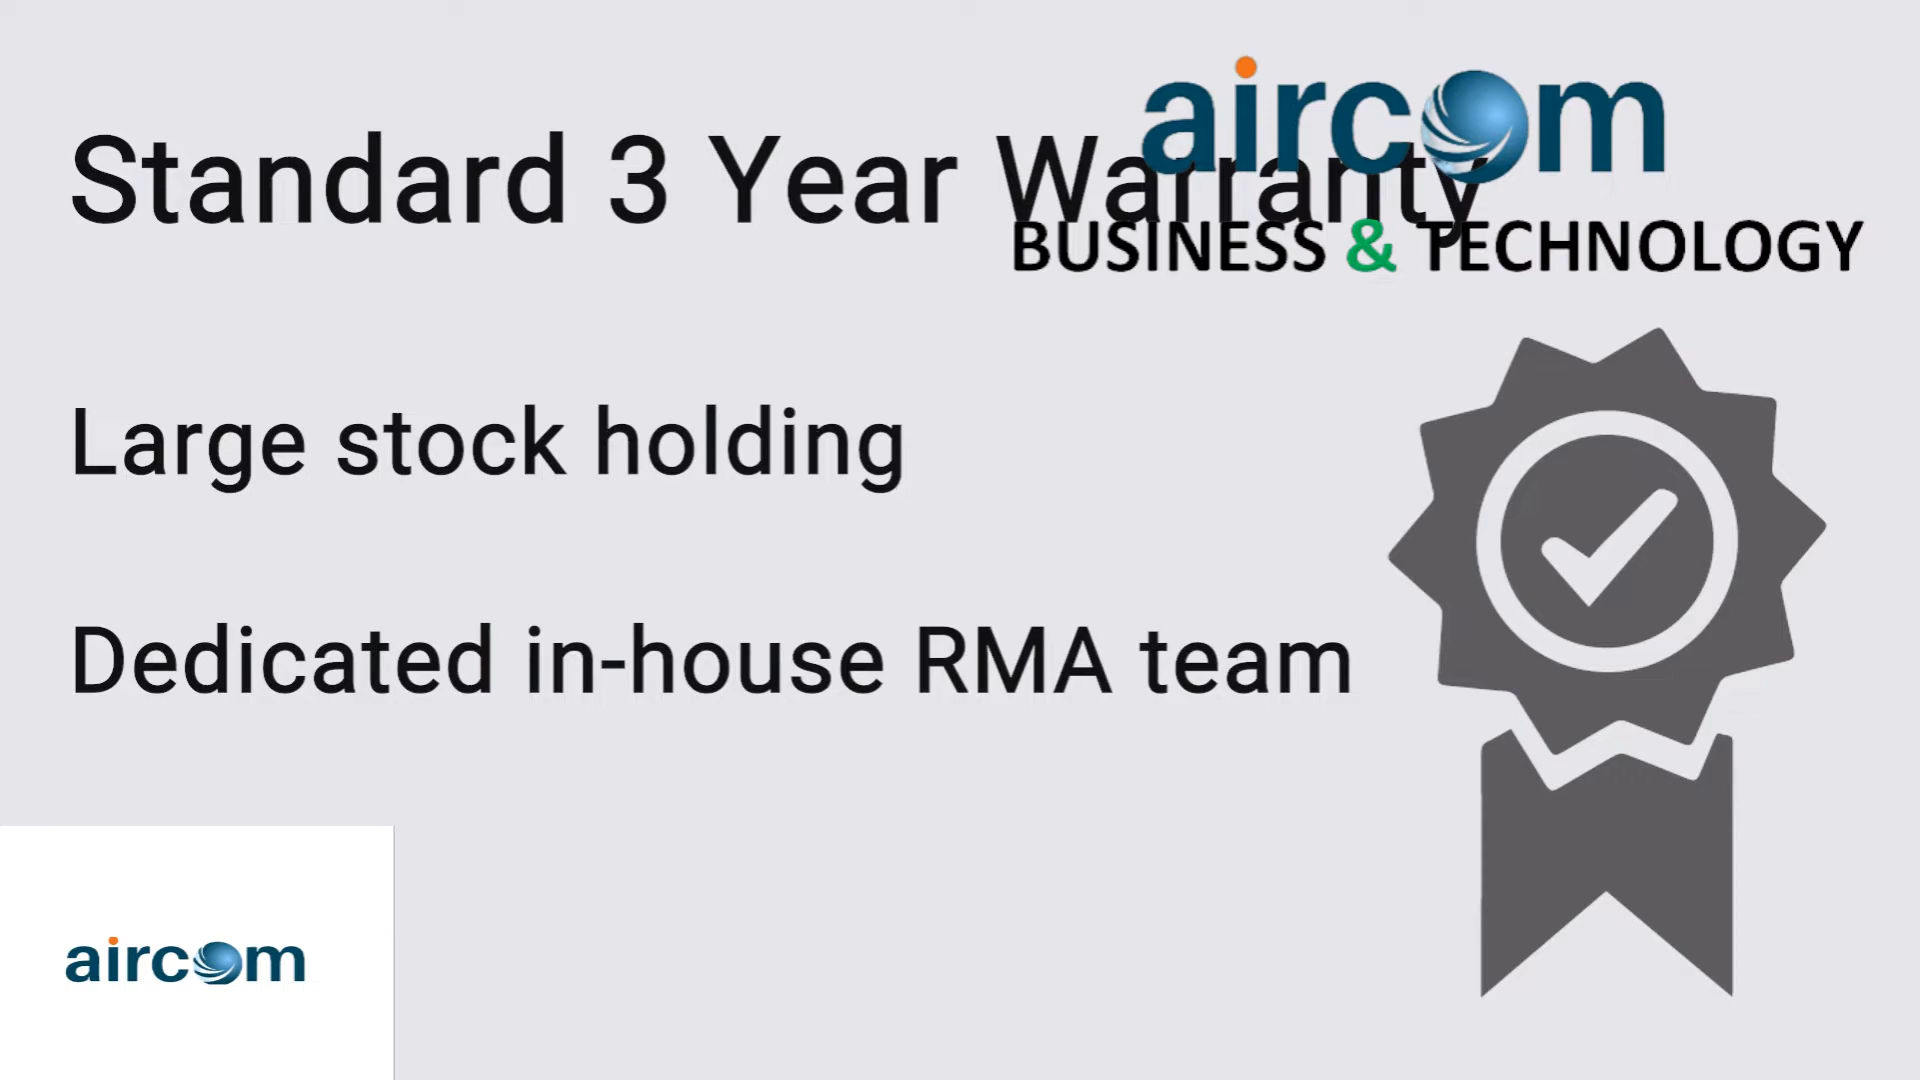 aircom
Standard 3 Year Warranty
BUSINESS & TECHNOLOGY
Large stock holding
Dedicated in-house RMA team
aircom